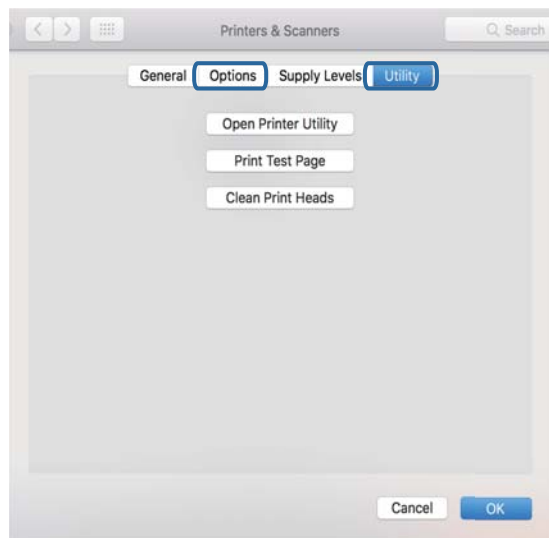 Printers & Scanners Search
General Options Supply Levels Utility
Open Printer Utility
Print Test Page
Clean Print Heads
Cancel OK